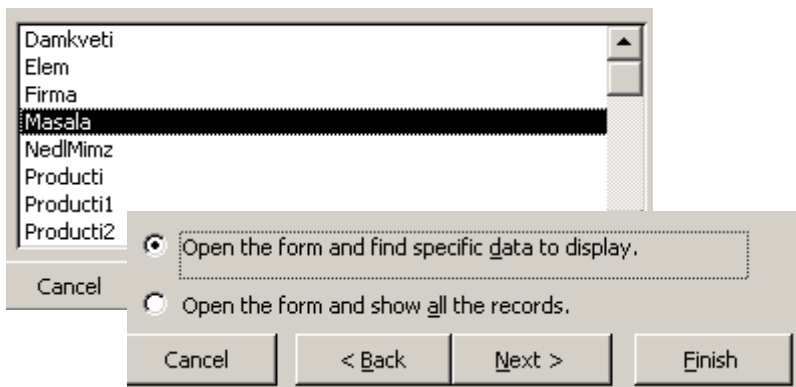 Damkveti
Elem
Firma
Masala
NedlMimz
Producti
Producti1
Producti2
Cancel
Open the form and find specific data to display.
Open the form and show all the records.
Cancel
< Back
Next >
Finish